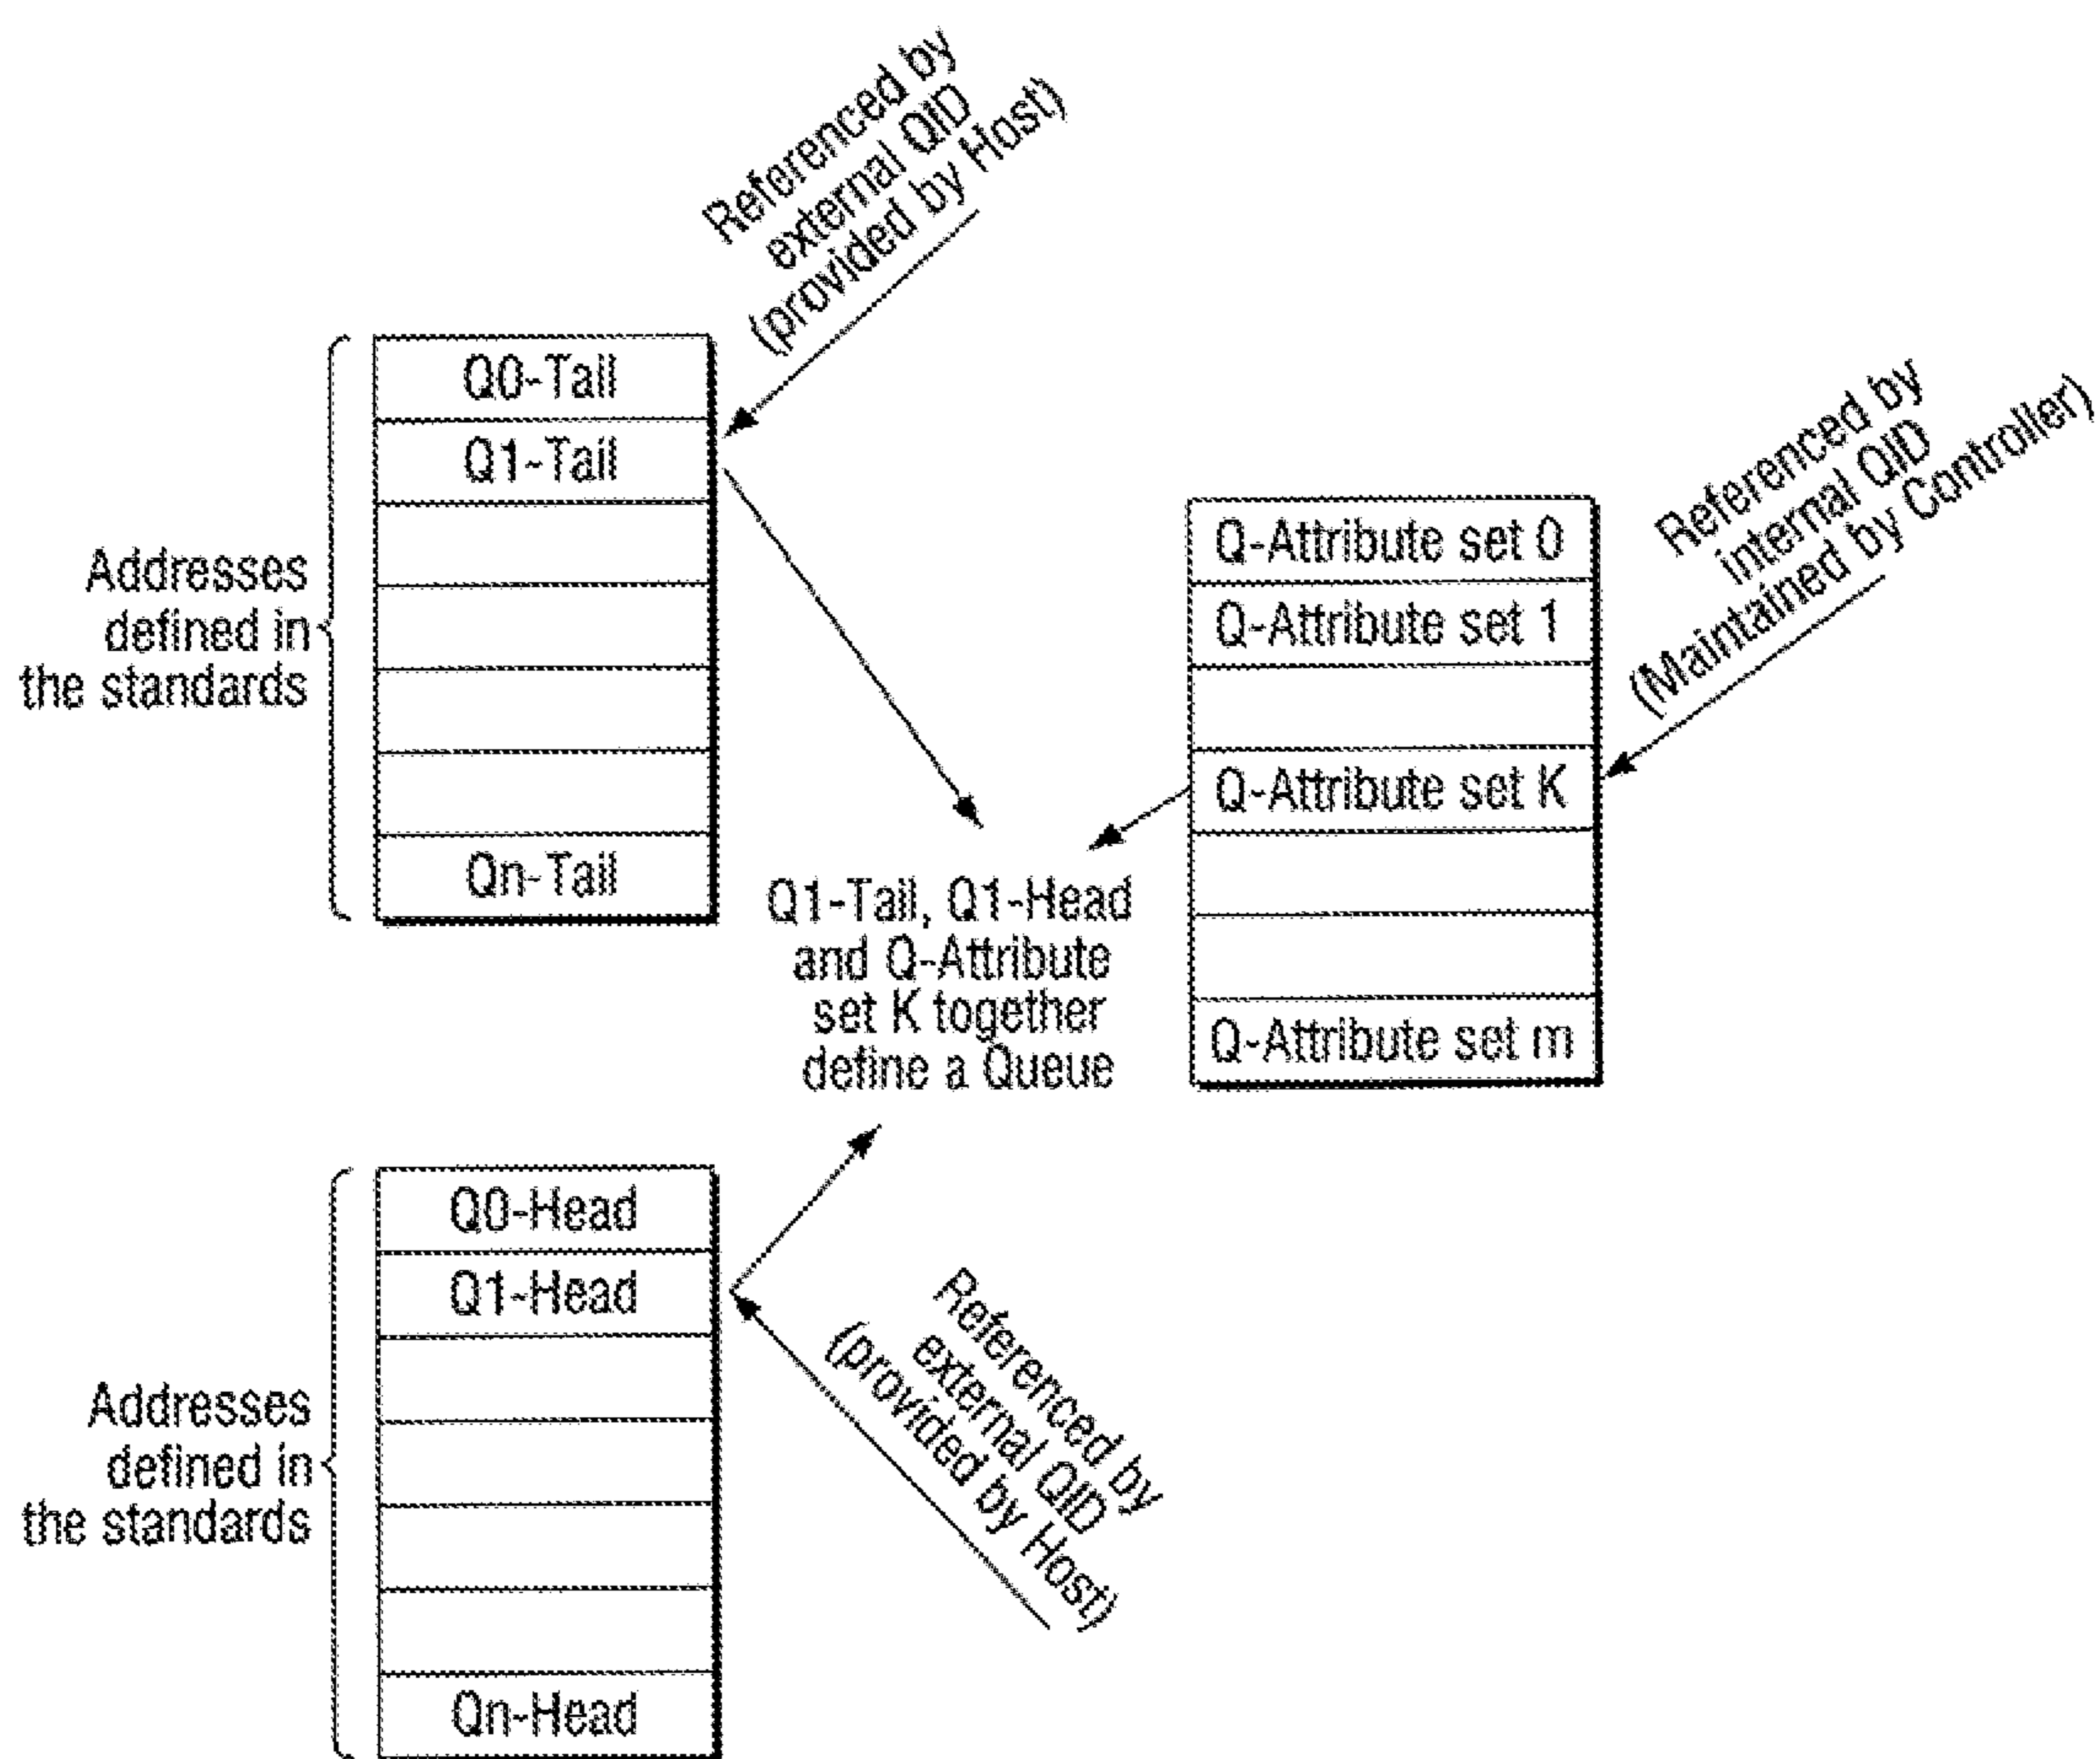 Referenced by
external QID
(provided by Host)
Addresses
defined in
the standards
Q0-Tail
Q1-Tail
Qn-Tail
Referenced by
internal QID
(Maintained by Controller)
Q-Attribute set 0
Q-Attribute set 1
Q-Attribute set K
Q-Attribute set m
Q1-Tail, Q1-Head
and Q-Attribute
set K together
define a Queue
Addresses
defined in
the standards
Q0-Head
Q1-Head
Qn-Head
Referenced by
external QID
(provided by Host)